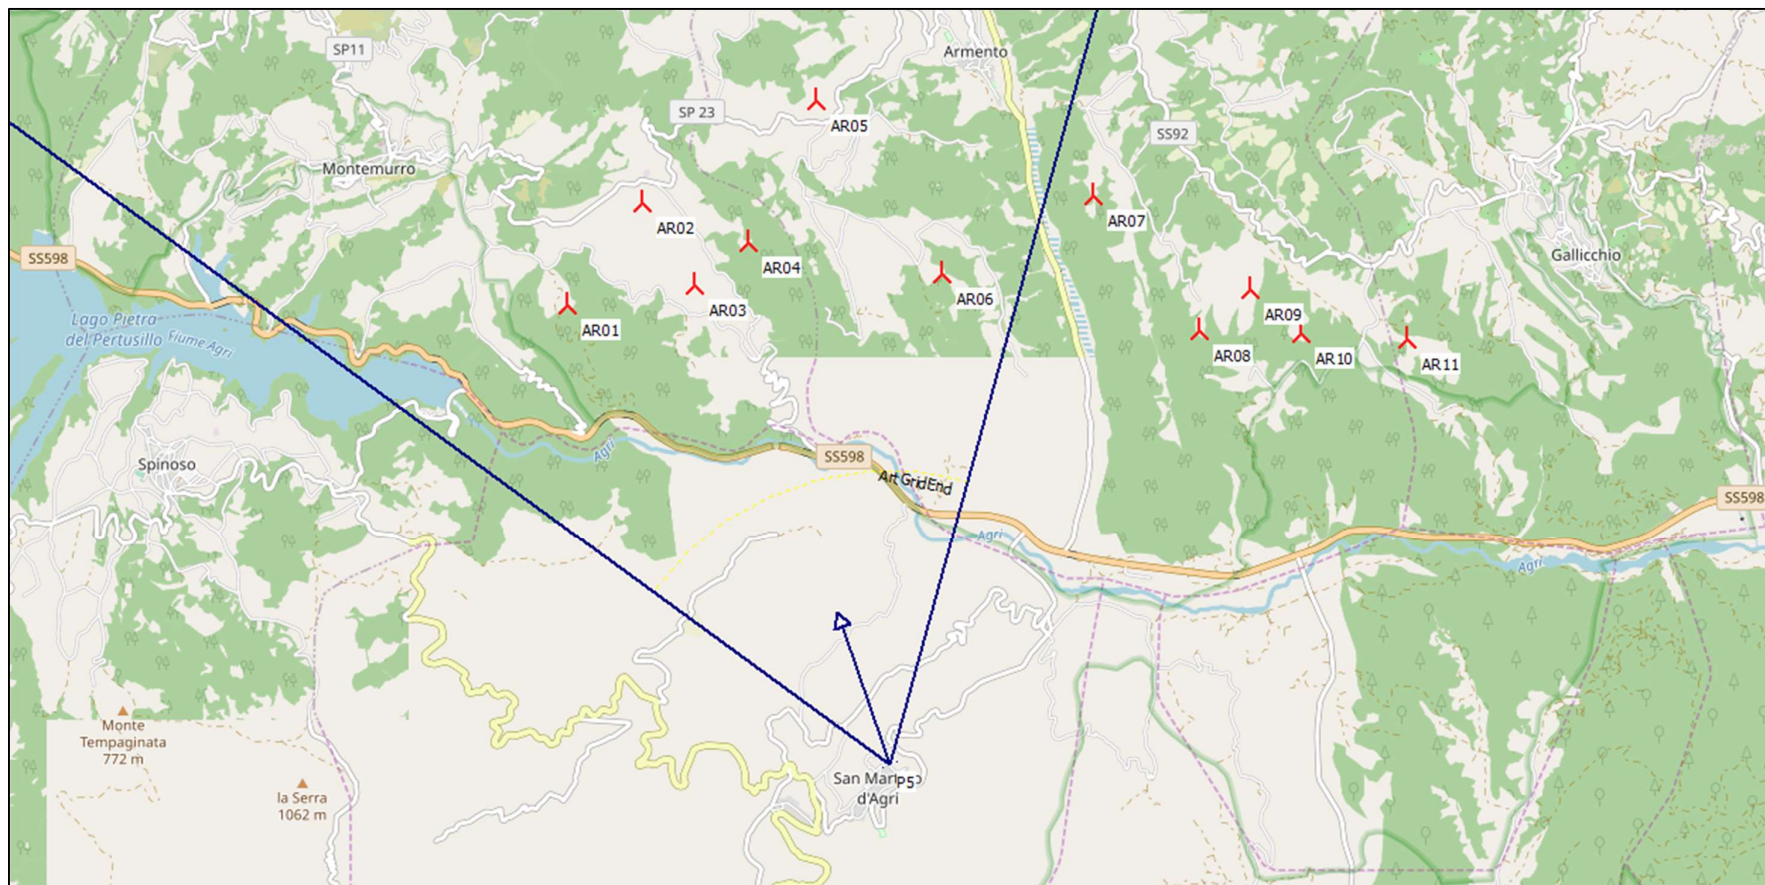 SP11
Armento
SP 23
AR05
SS92
Montemurro
AR02
AR07
SS598
AR04
Gallicchio
AR03
AR06
AR09
Lago Pietra
del Pertusillo
Fiume Agri
AR01
AR08
AR10
AR11
Agri
SS598
Spinoso
Art GridEnd
SS598
Agri
Agri
Monte
Tempaginata
772 m
la Serra
1062 m
P5
d'Agri